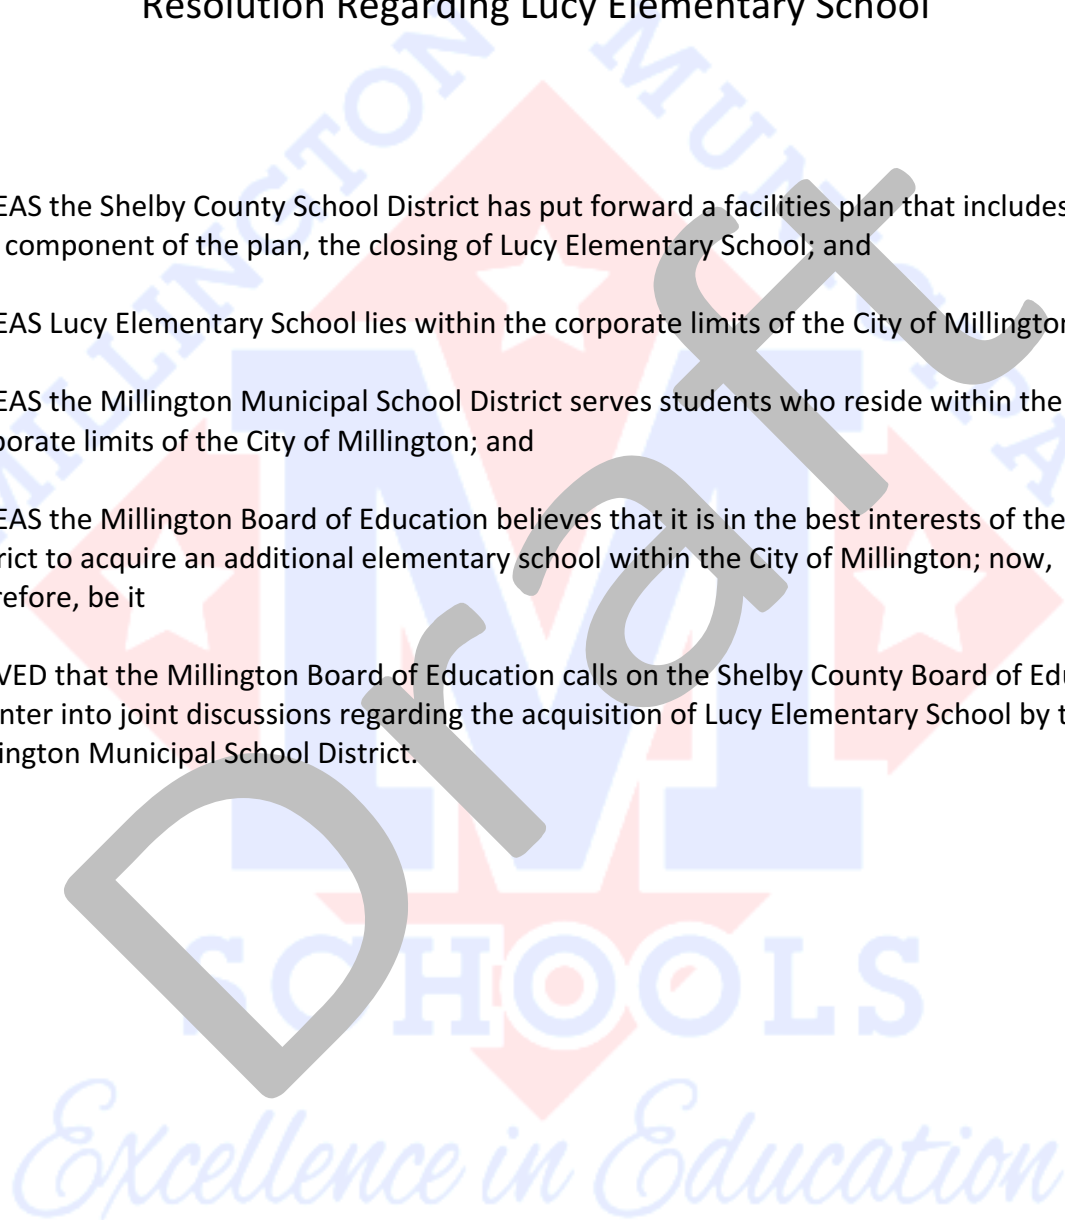 Resolution Regarding Lucy Elementary School
EAS the Shelby County School District has put forward a facilities plan that includes
component of the plan, the closing of Lucy Elementary School; and
EAS Lucy Elementary School lies within the corporate limits of the City of Millington
EAS the Millington Municipal School District serves students who reside within the
porate limits of the City of Millington; and
EAS the Millington Board of Education believes that it is in the best interests of the
rict to acquire an additional elementary school within the City of Millington; now,
refore, be it
VED that the Millington Board of Education calls on the Shelby County Board of Edu
nter into joint discussions regarding the acquisition of Lucy Elementary School by t
ington Municipal School District.
Draft
MILLINGTON MUNICIPA
M
SCHOOLS
Excellence in Education